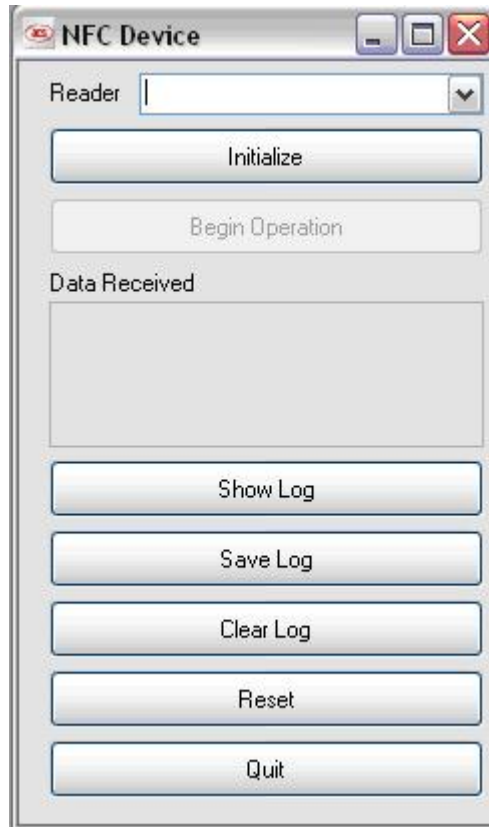 NFC Device
Reader
Initialize
Begin Operation
Data Received
Show Log
Save Log
Clear Log
Reset
Quit